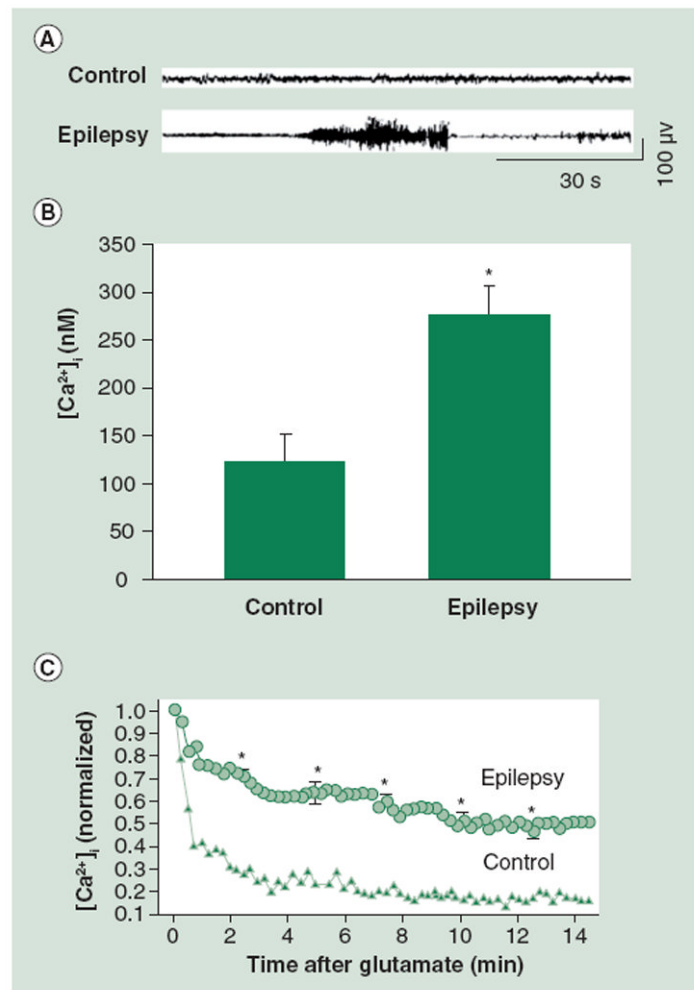 A
Control
Epilepsy
100 µv
30 s
B
350
300
250
200
150
100
50
0
[Ca²⁺]ᵢ (nM)
*
Control
Epilepsy
C
1.0
0.9
0.8
0.7
0.6
0.5
0.3
0.2
0.1
[Ca²⁺]ᵢ (normalized)
* * * * *
Epilepsy
Control
0 2 4 6 8 10 12 14
Time after glutamate (min)